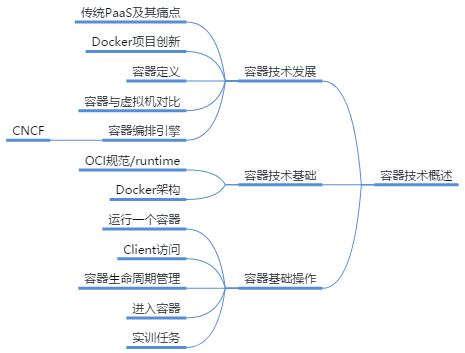 传统PaaS及其痛点
Docker项目创新
容器定义
容器技术发展
容器与虚拟机对比
CNCF
容器编排引擎
OCI规范/runtime
容器技术基础
容器技术概述
Docker架构
运行一个容器
Client访问
容器生命周期管理
容器基础操作
进入容器
实训任务